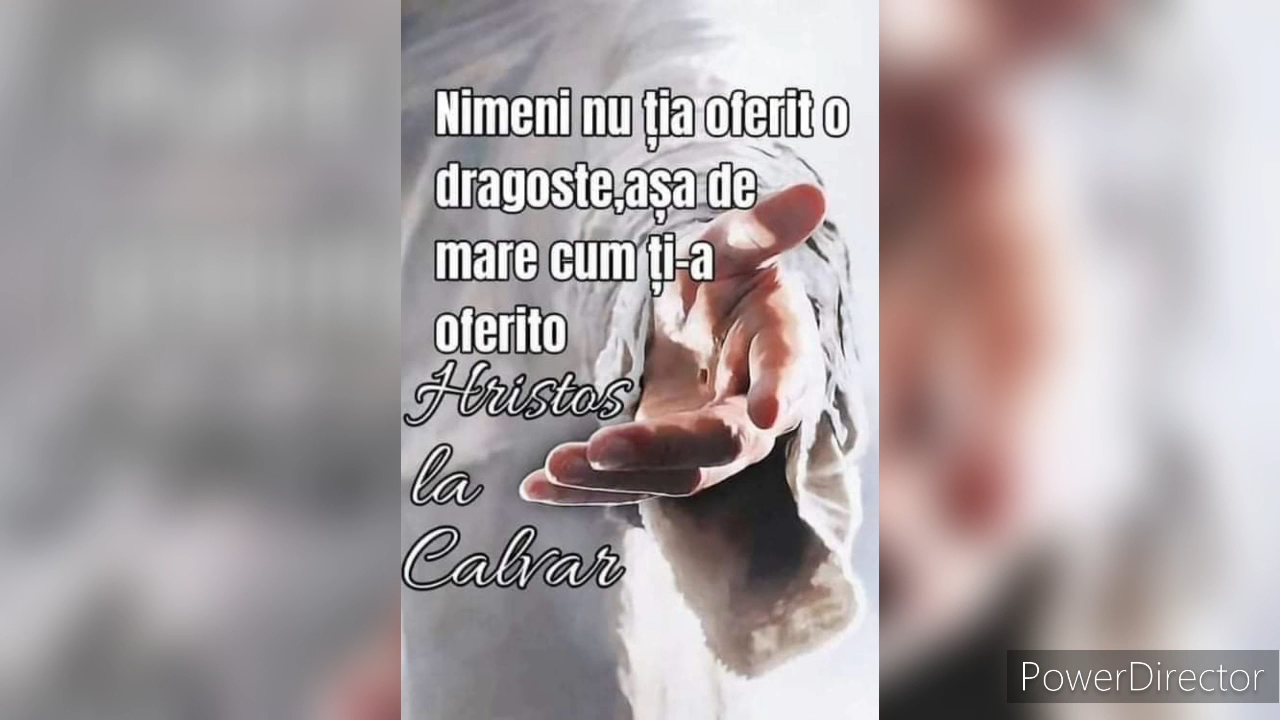 Nimeni nu ția oferit o
dragoste,așa de
mare cum ți-a
oferito
Hristos
la
Calvar
PowerDirector